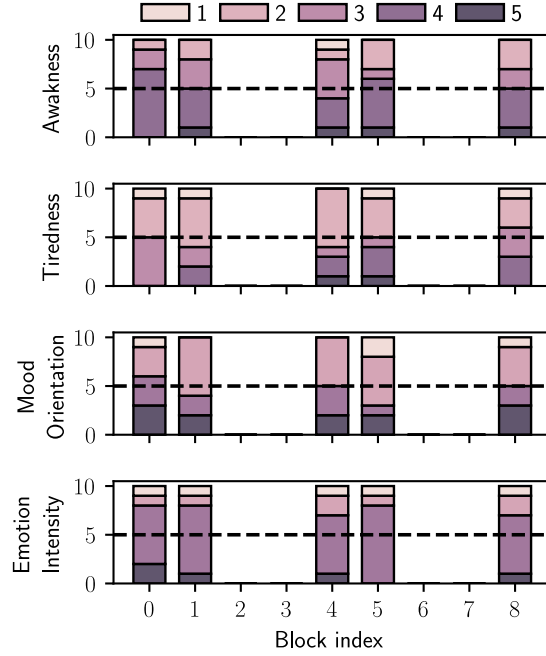 1 2 3 4 5
Awakness
10
5
0
Tiredness
10
5
0
Mood
Orientation
10
5
0
Emotion
Intensity
10
5
0
0 1 2 3 4 5 6 7 8
Block index